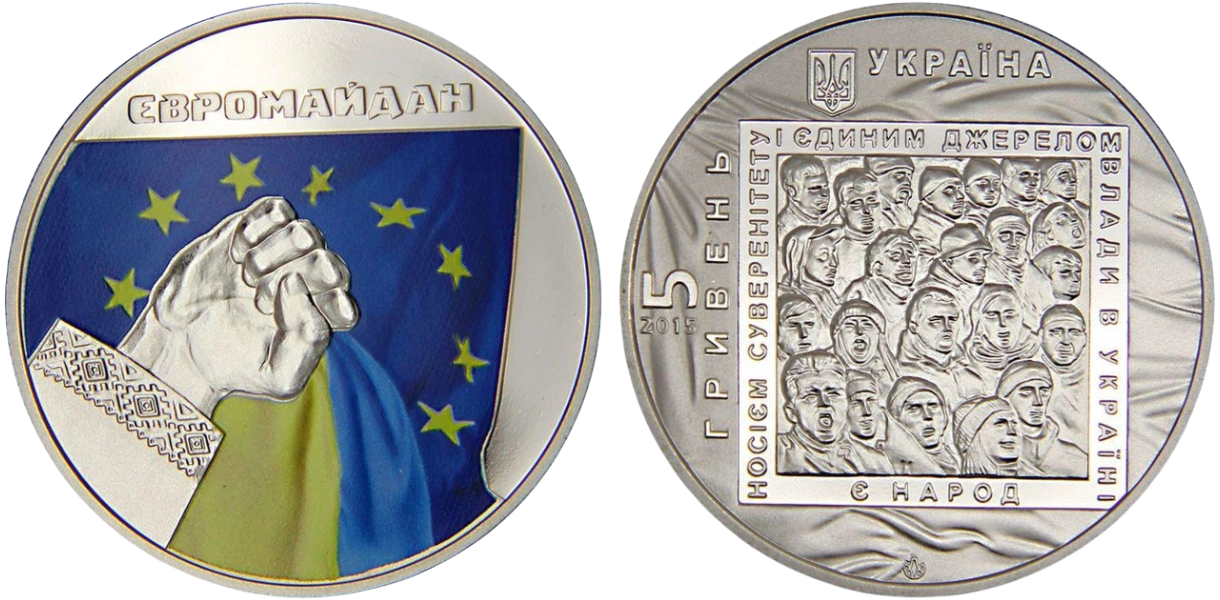 ЄВРОМАЙДАН
УКРАЇНА
5
2015
ГРИВЕНЬ
НОСІЄМ СУВЕРЕНІТЕТУ
І ЄДИНИМ ДЖЕРЕЛОМ
ВЛАДИ В УКРАЇНІ
Є НАРОД